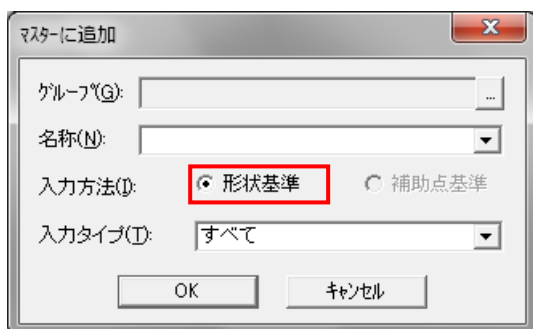 ﾏｽﾀｰに追加
ｸﾞﾙｰﾌﾟ(G): ...
名称(N):
入力方法(I): 形状基準 補助点基準
入力ﾀｲﾌﾟ(T): すべて
OK ｷｬﾝｾﾙ